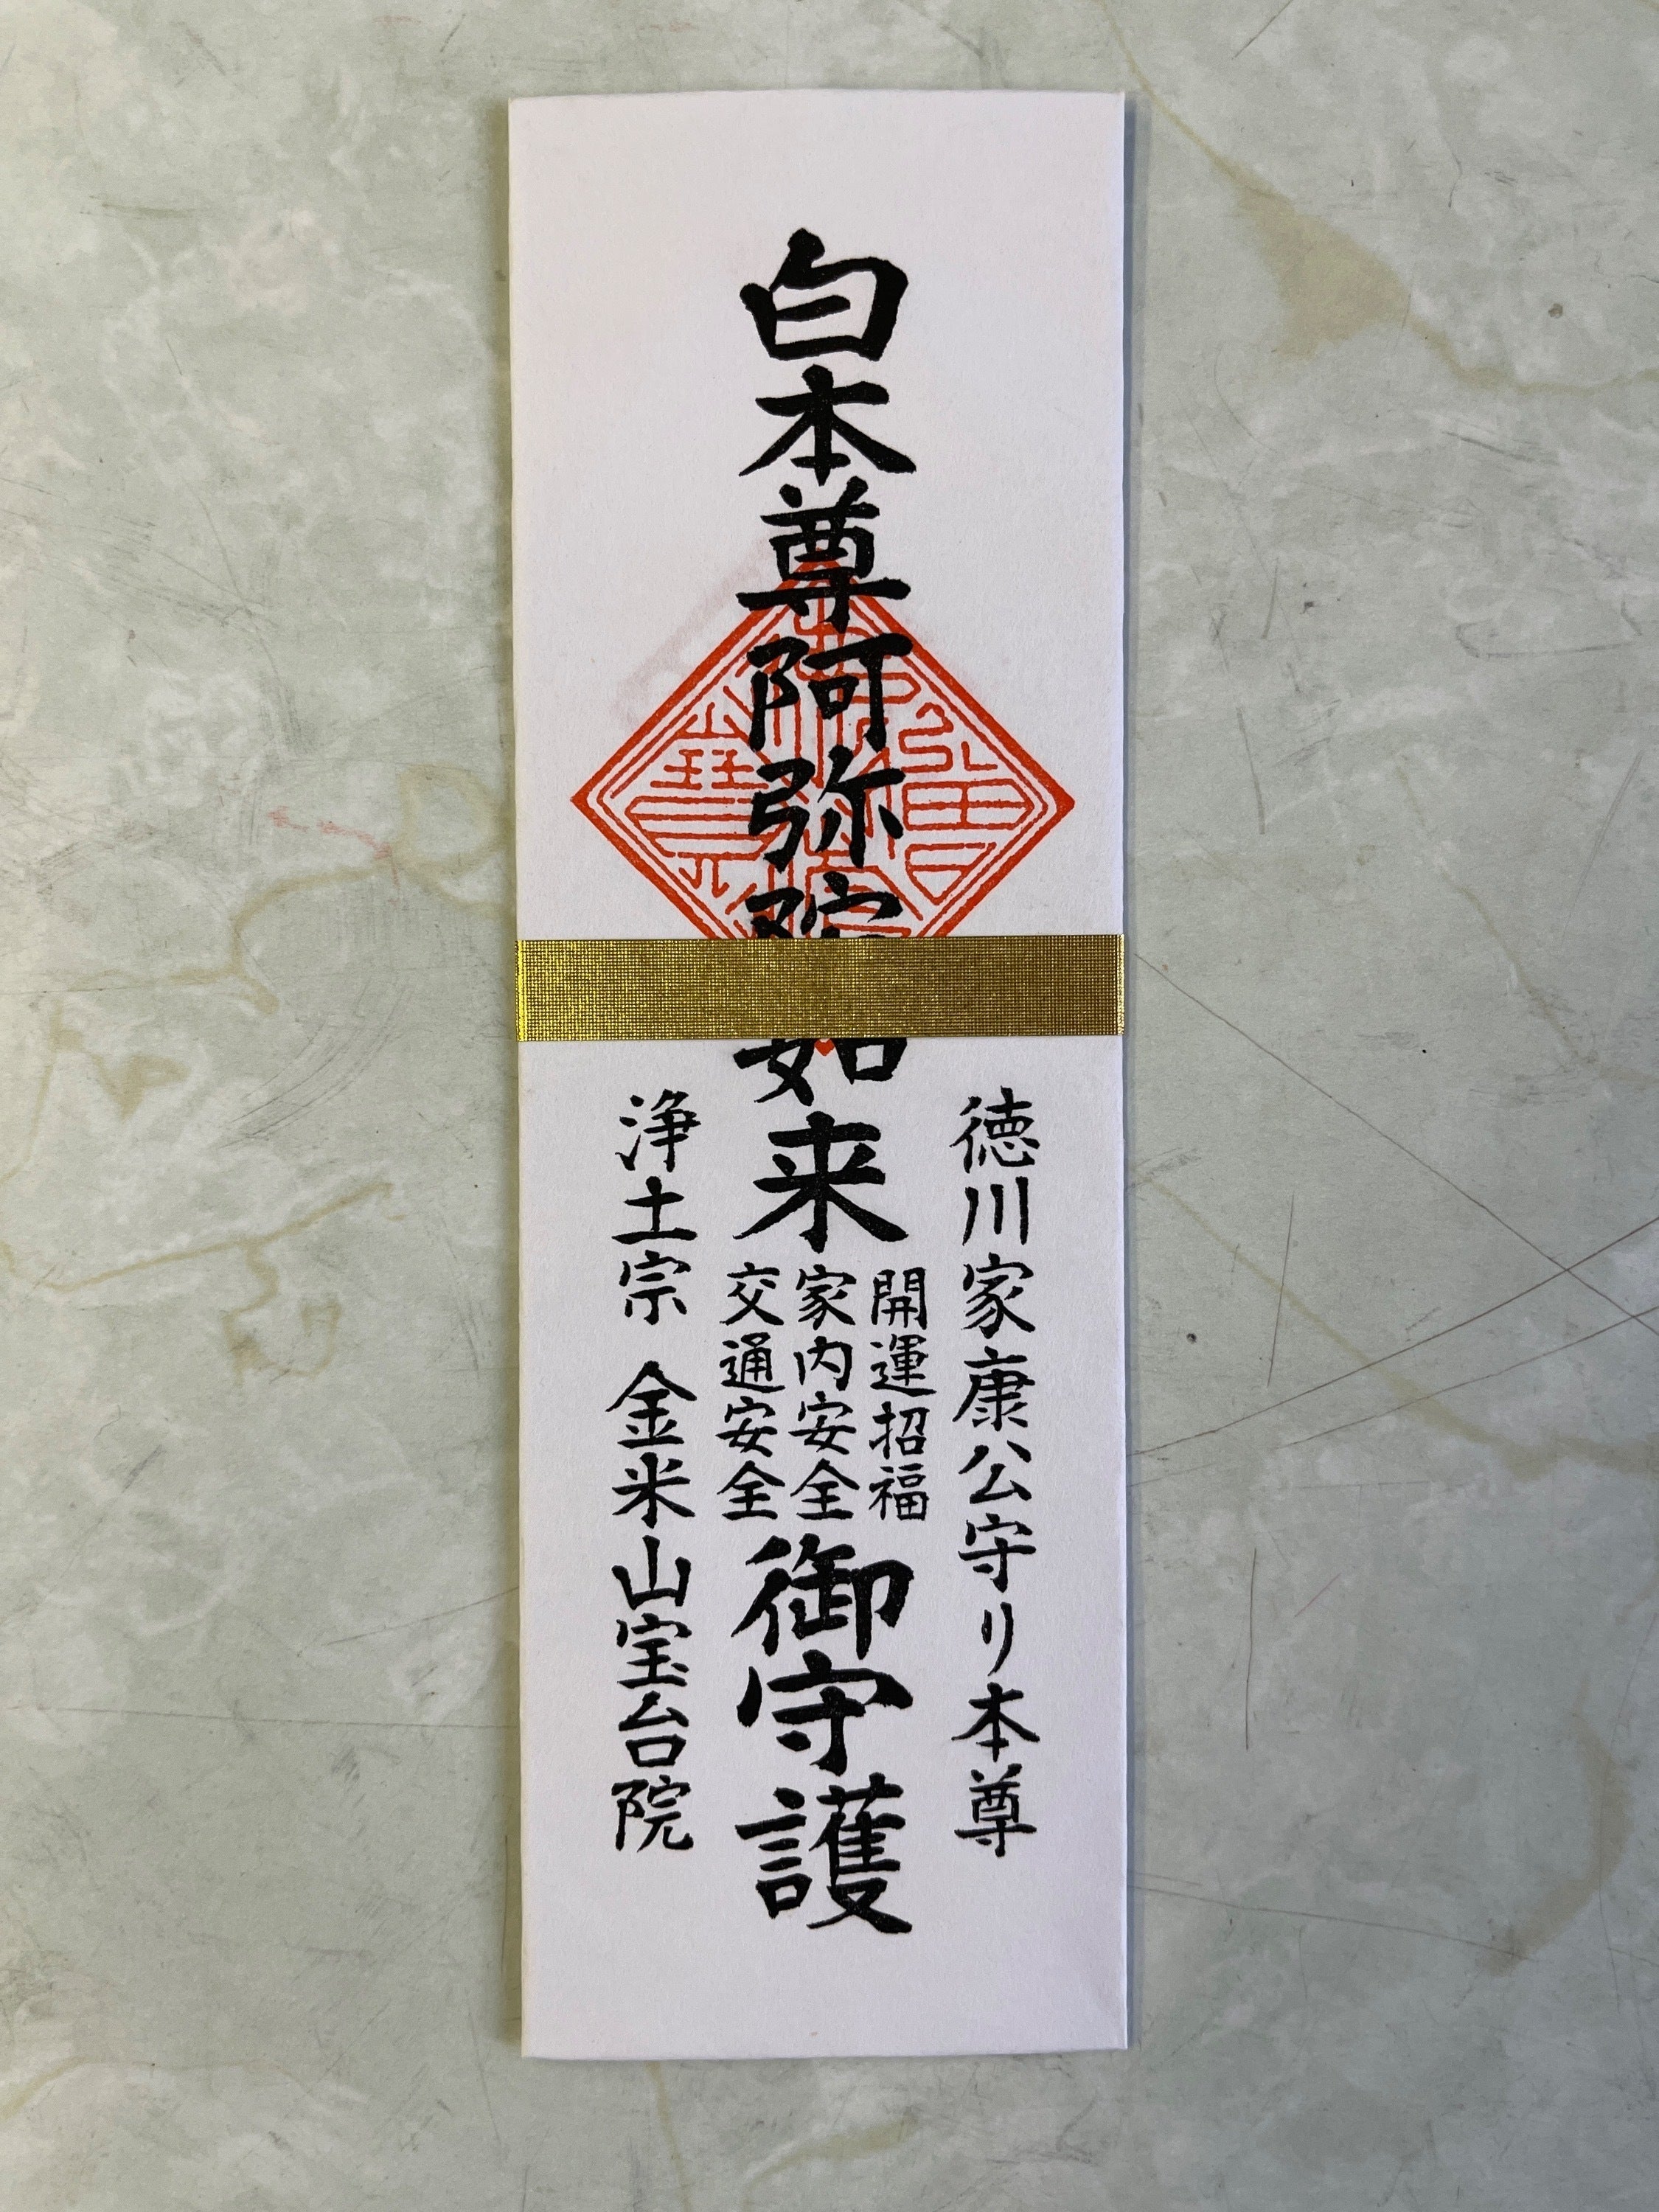 徳川家康公守リ本尊
白本尊阿弥陀如来
開運招福
家内安全
交通安全
御守護
浄土宗 金米山宝台院